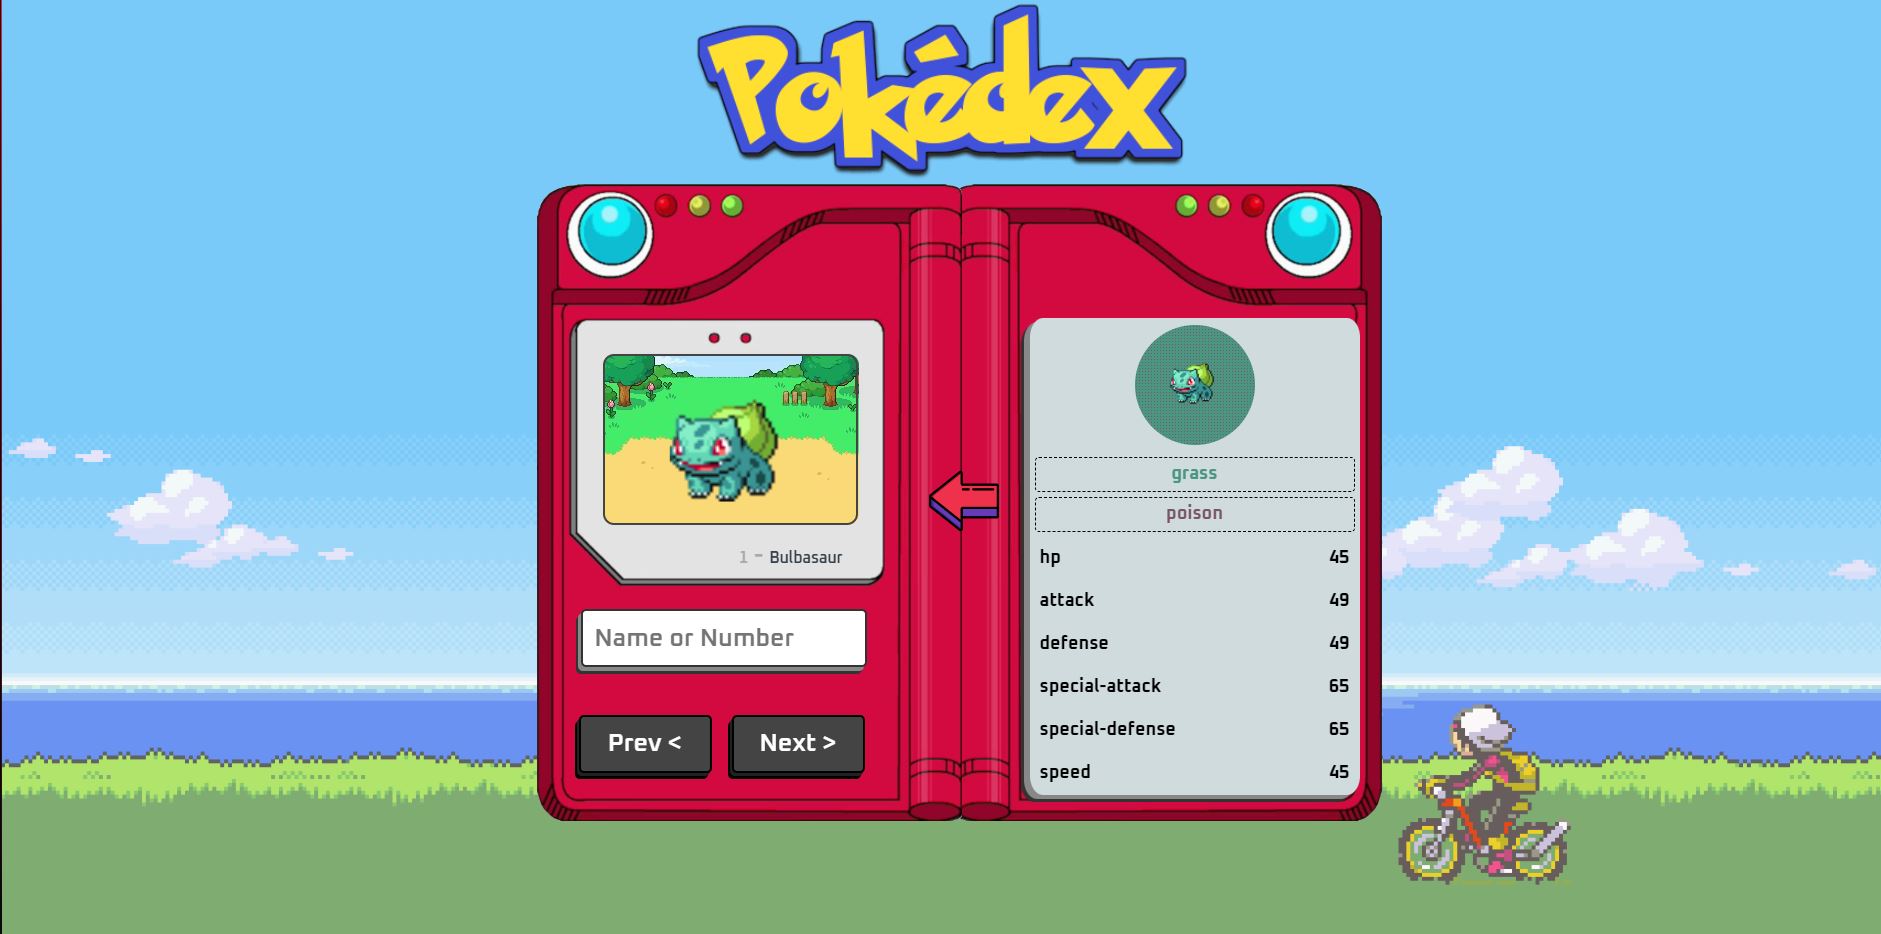 Pokédex
1 - Bulbasaur
Name or Number
Prev <
Next >
grass
poison
hp 45
attack 49
defense 49
special-attack 65
special-defense 65
speed 45